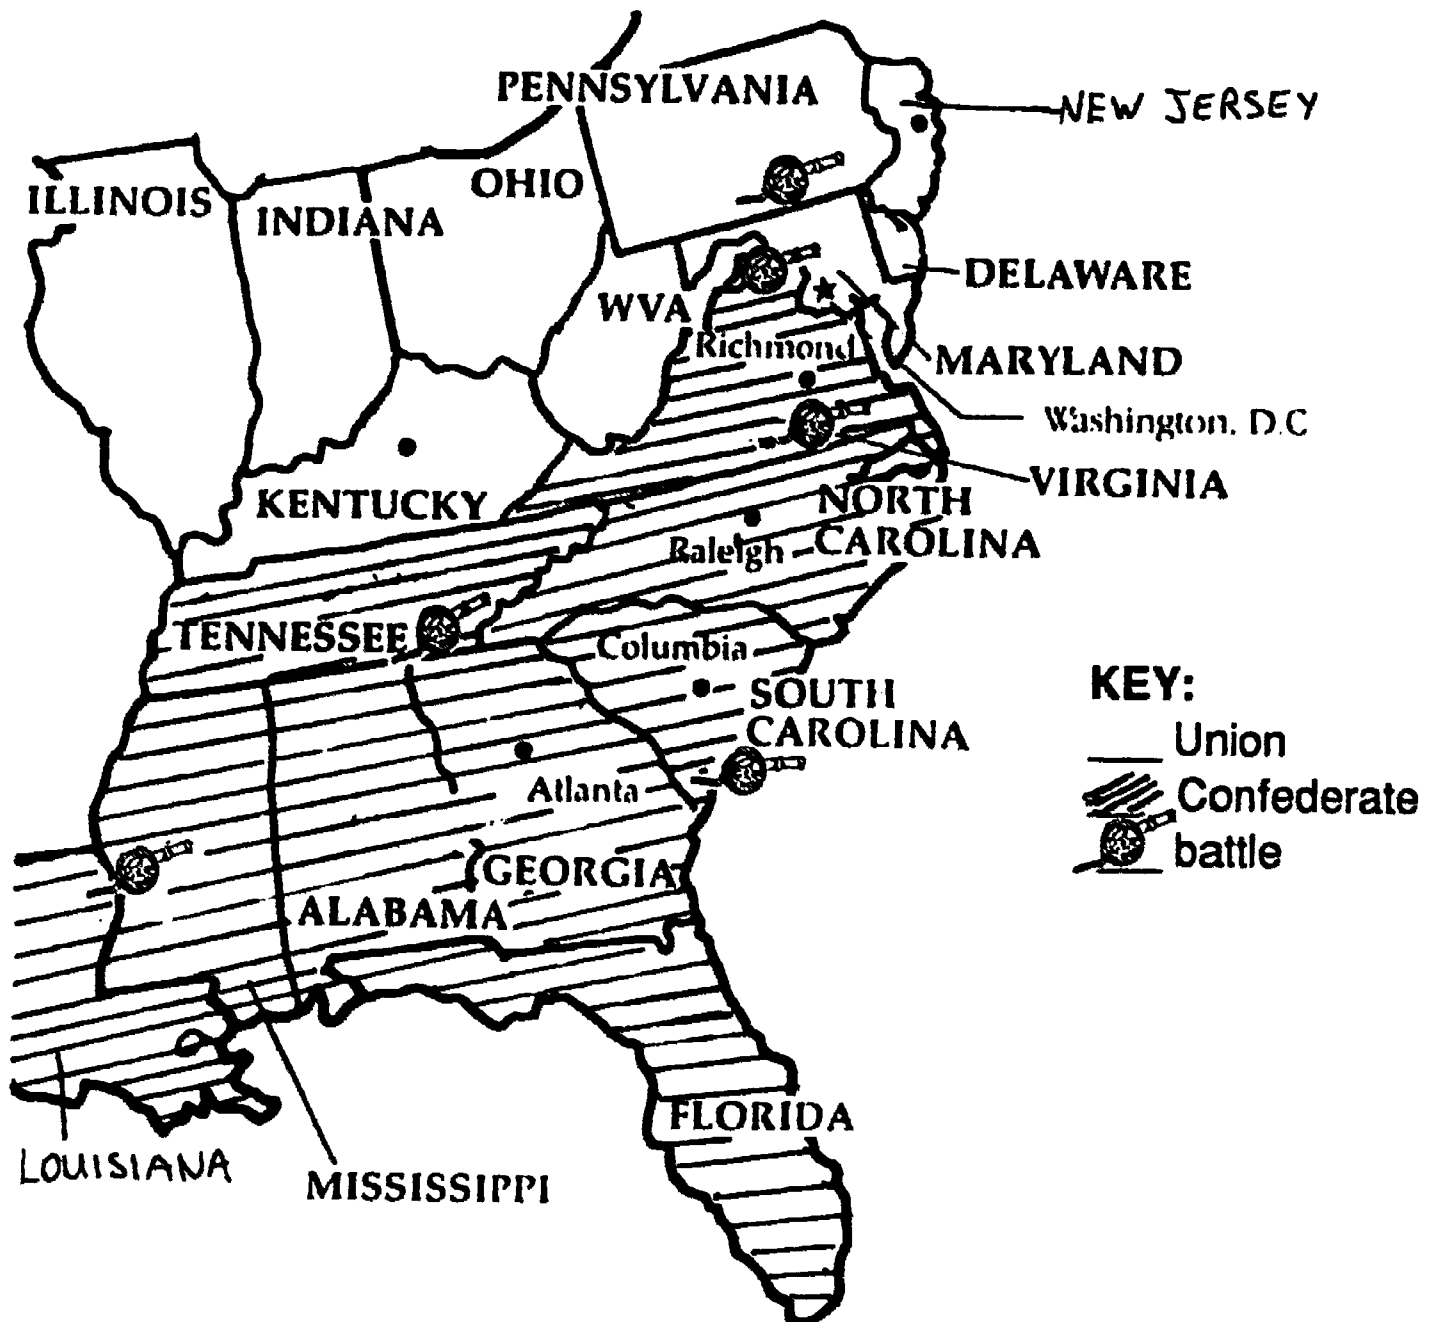 PENNSYLVANIA
NEW JERSEY
ILLINOIS
INDIANA
OHIO
DELAWARE
WVA
Richmond
MARYLAND
Washington. D.C
VIRGINIA
KENTUCKY
NORTH
CAROLINA
Raleigh
TENNESSEE
Columbia
SOUTH
CAROLINA
KEY:
Union
Confederate
battle
Atlanta
GEORGIA
ALABAMA
FLORIDA
LOUISIANA
MISSISSIPPI